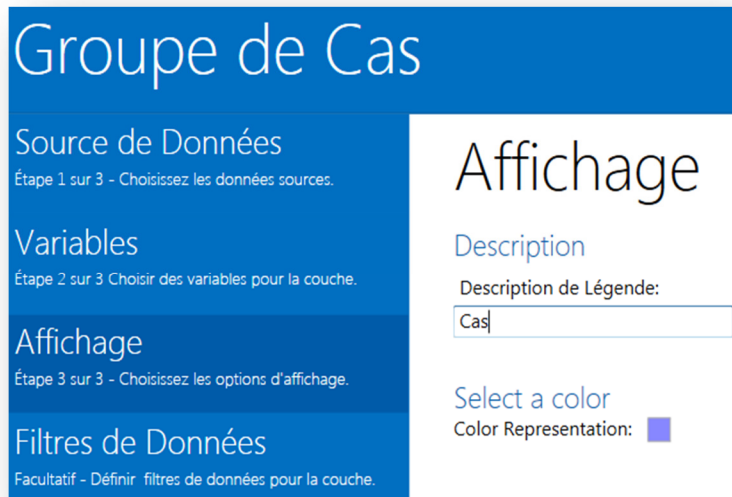 Groupe de Cas
Source de Données
Étape 1 sur 3 - Choisissez les données sources.
Variables
Étape 2 sur 3 Choisir des variables pour la couche.
Affichage
Étape 3 sur 3 - Choisissez les options d'affichage.
Filtres de Données
Facultatif - Définir filtres de données pour la couche.
Affichage
Description
Description de Légende:
Cas
Select a color
Color Representation: